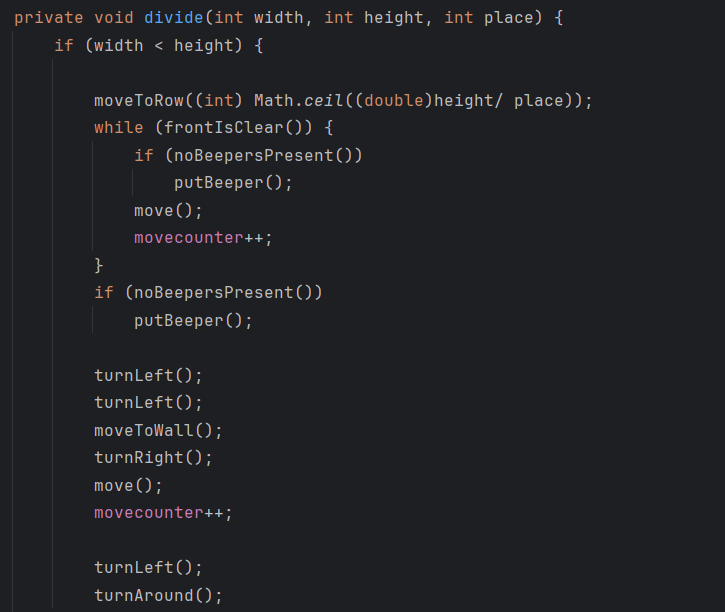 private void divide(int width, int height, int place) {
if (width < height) {
moveToRow((int) Math.ceil((double)height/ place));
while (frontIsClear()) {
if (noBeepersPresent())
putBeeper();
move();
movecounter++;
}
if (noBeepersPresent())
putBeeper();
turnLeft();
turnLeft();
moveToWall();
turnRight();
move();
movecounter++;
turnLeft();
turnAround();